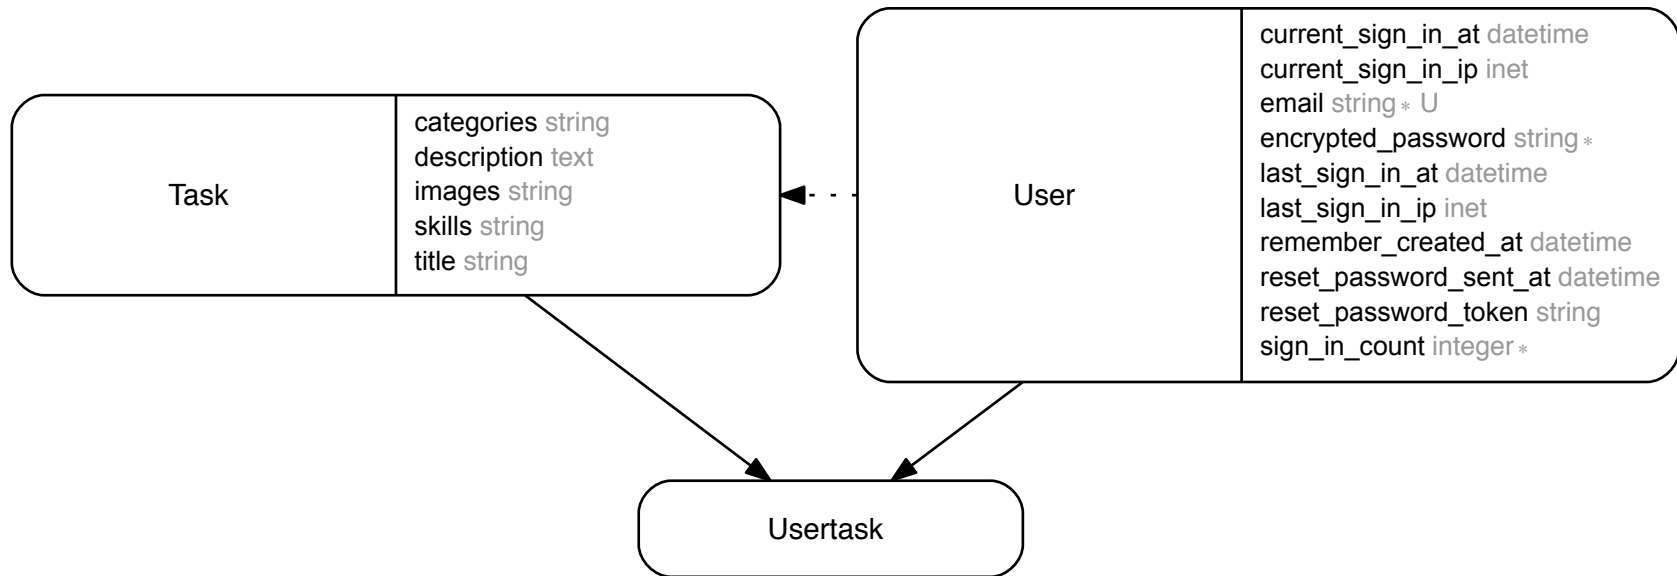 Task
categories string
description text
images string
skills string
title string
User
current_sign_in_at datetime
current_sign_in_ip inet
email string * U
encrypted_password string *
last_sign_in_at datetime
last_sign_in_ip inet
remember_created_at datetime
reset_password_sent_at datetime
reset_password_token string
sign_in_count integer *
Usertask